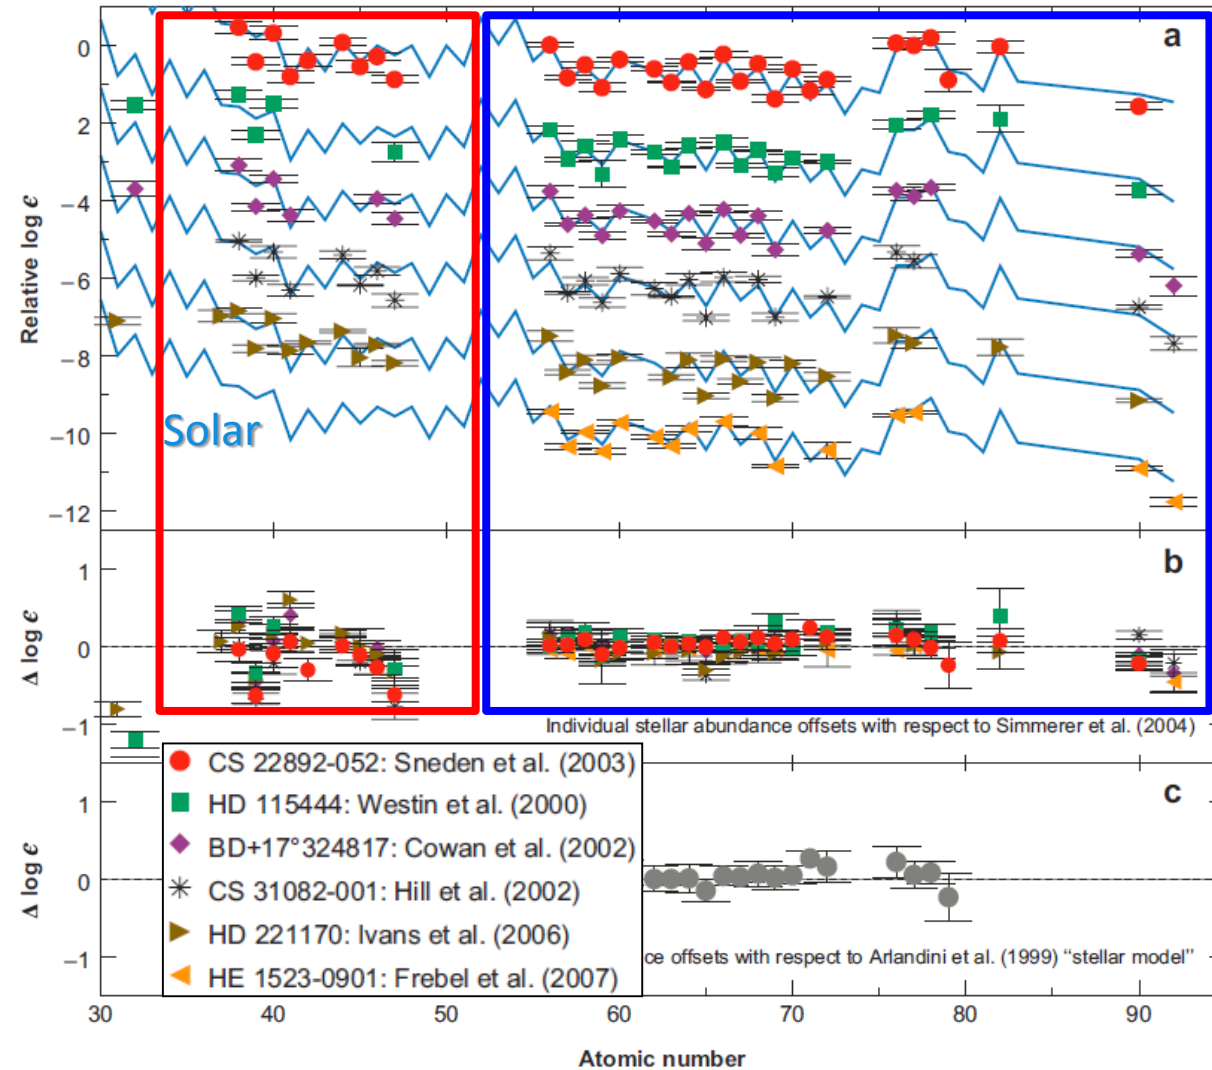 a
0
2
−4
−6
−8
−10
−12
Relative log ϵ
Solar
b
1
0
−1
Δ log ϵ
Individual stellar abundance offsets with respect to Simmerer et al. (2004)
CS 22892-052: Sneden et al. (2003)
HD 115444: Westin et al. (2000)
BD+17°324817: Cowan et al. (2002)
CS 31082-001: Hill et al. (2002)
HD 221170: Ivans et al. (2006)
HE 1523-0901: Frebel et al. (2007)
c
1
0
−1
Δ log ϵ
ce offsets with respect to Arlandini et al. (1999) “stellar model”
30 40 50 60 70 80 90
Atomic number